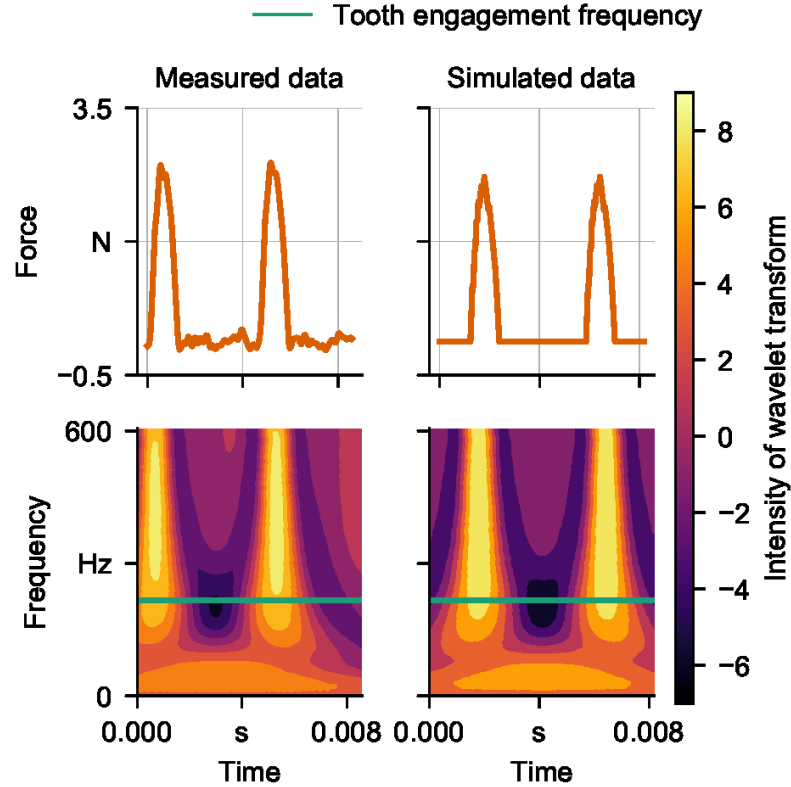 Tooth engagement frequency
Measured data
Simulated data
3.5
N
−0.5
Force
600
Hz
0
Frequency
0.000
s
0.008
Time
0.000
s
0.008
Time
8
6
4
2
0
−2
−4
−6
Intensity of wavelet transform